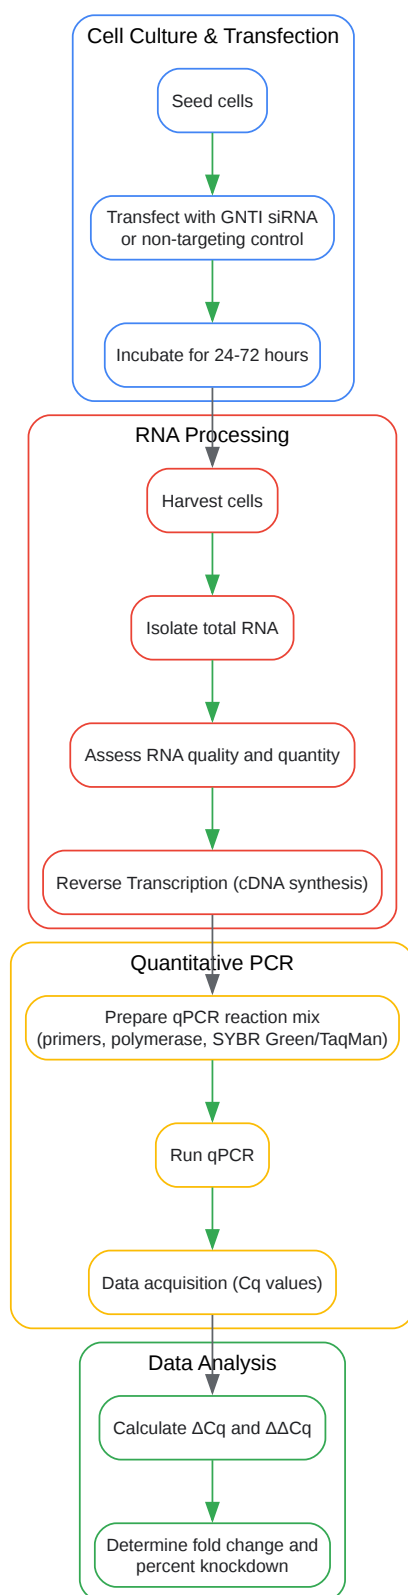 Cell Culture & Transfection
Seed cells
Transfect with GNTI siRNA
or non-targeting control
Incubate for 24-72 hours
RNA Processing
Harvest cells
Isolate total RNA
Assess RNA quality and quantity
Reverse Transcription (cDNA synthesis)
Quantitative PCR
Prepare qPCR reaction mix
(primers, polymerase, SYBR Green/TaqMan)
Run qPCR
Data acquisition (Cq values)
Data Analysis
Calculate ΔCq and ΔΔCq
Determine fold change and
percent knockdown